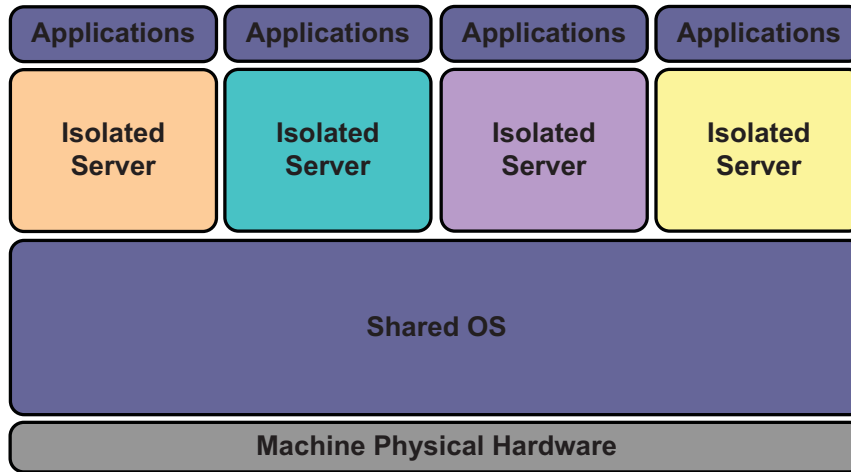 Applications
Applications
Applications
Applications
Isolated
Server
Isolated
Server
Isolated
Server
Isolated
Server
Shared OS
Machine Physical Hardware